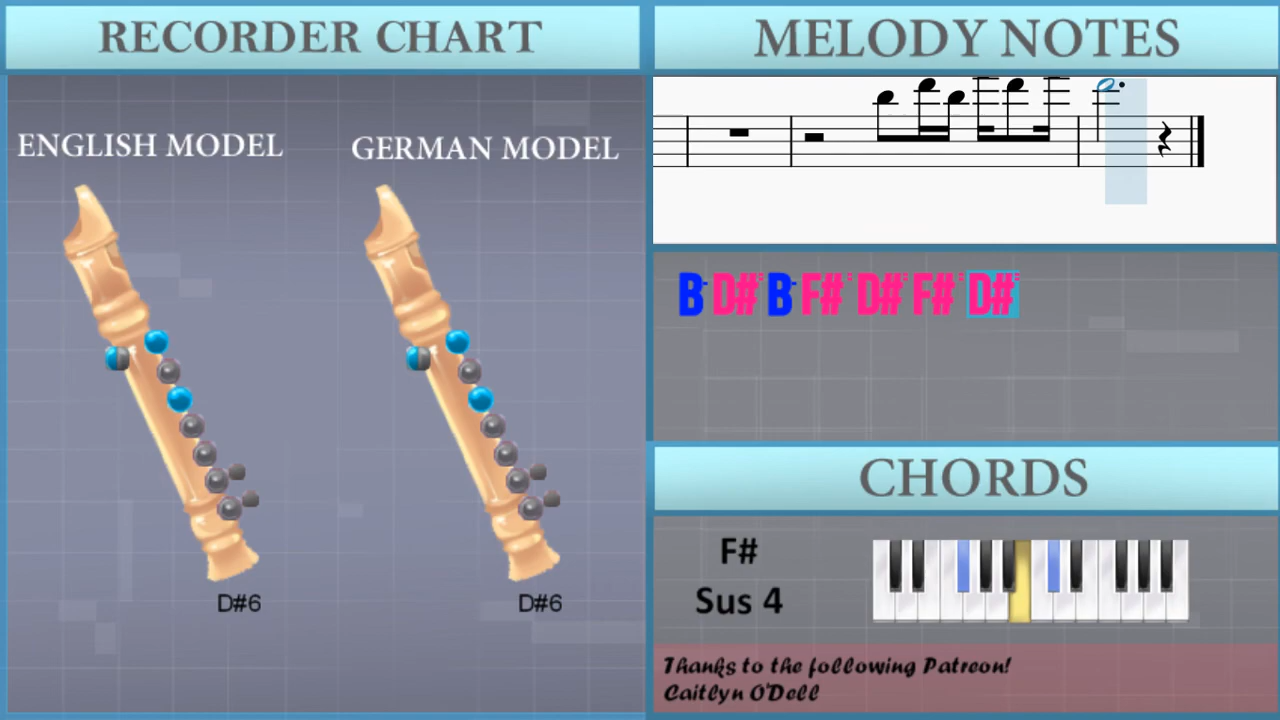 RECORDER CHART
ENGLISH MODEL
GERMAN MODEL
D#6
D#6
MELODY NOTES
B D# B F# D# F# D#
CHORDS
F#
Sus 4
Thanks to the following Patreon!
Caitlyn O'Dell